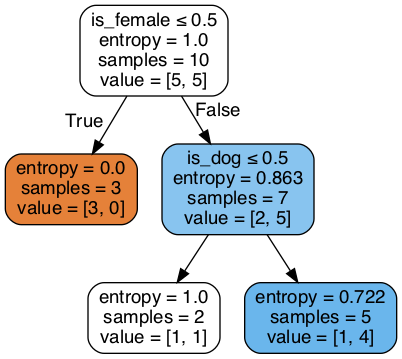 is_female ≤ 0.5
entropy = 1.0
samples = 10
value = [5, 5]
True
False
entropy = 0.0
samples = 3
value = [3, 0]
is_dog ≤ 0.5
entropy = 0.863
samples = 7
value = [2, 5]
entropy = 1.0
samples = 2
value = [1, 1]
entropy = 0.722
samples = 5
value = [1, 4]